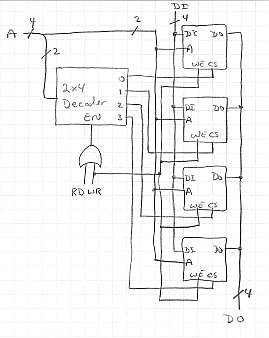 DI
A 4 2 4
DI DO
A
WE CS
2
0
2x4 1
Decoder 2
EN 3
DI DO
A
WE CS
RD WR
DI DO
A
WE CS
DI DO
A
WE CS
4
DO